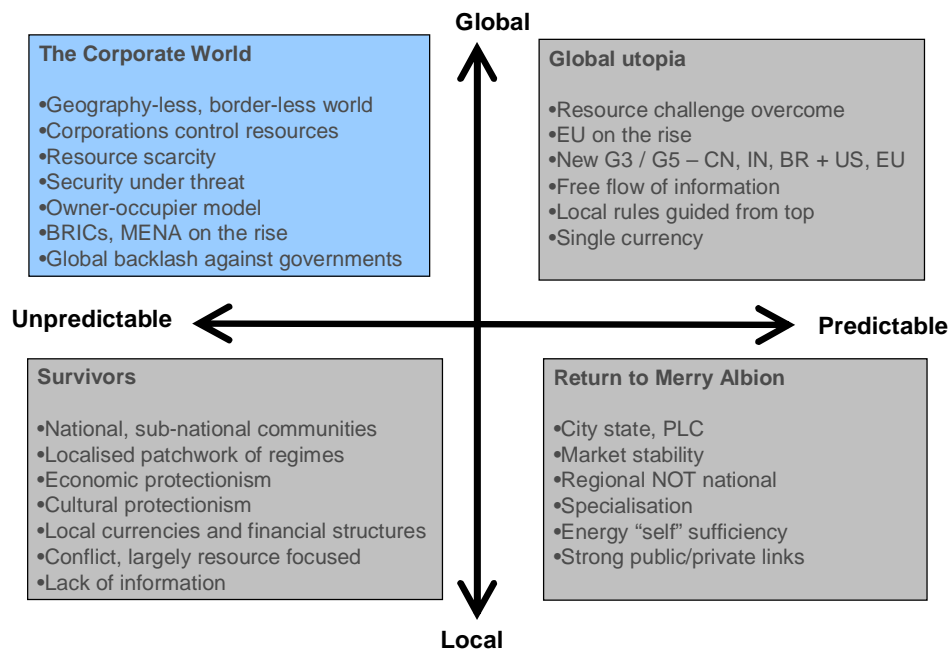 Global
The Corporate World
•Geography-less, border-less world
•Corporations control resources
•Resource scarcity
•Security under threat
•Owner-occupier model
•BRICs, MENA on the rise
•Global backlash against governments
Global utopia
•Resource challenge overcome
•EU on the rise
•New G3 / G5 – CN, IN, BR + US, EU
•Free flow of information
•Local rules guided from top
•Single currency
Unpredictable
Predictable
Survivors
•National, sub-national communities
•Localised patchwork of regimes
•Economic protectionism
•Cultural protectionism
•Local currencies and financial structures
•Conflict, largely resource focused
•Lack of information
Return to Merry Albion
•City state, PLC
•Market stability
•Regional NOT national
•Specialisation
•Energy “self” sufficiency
•Strong public/private links
Local